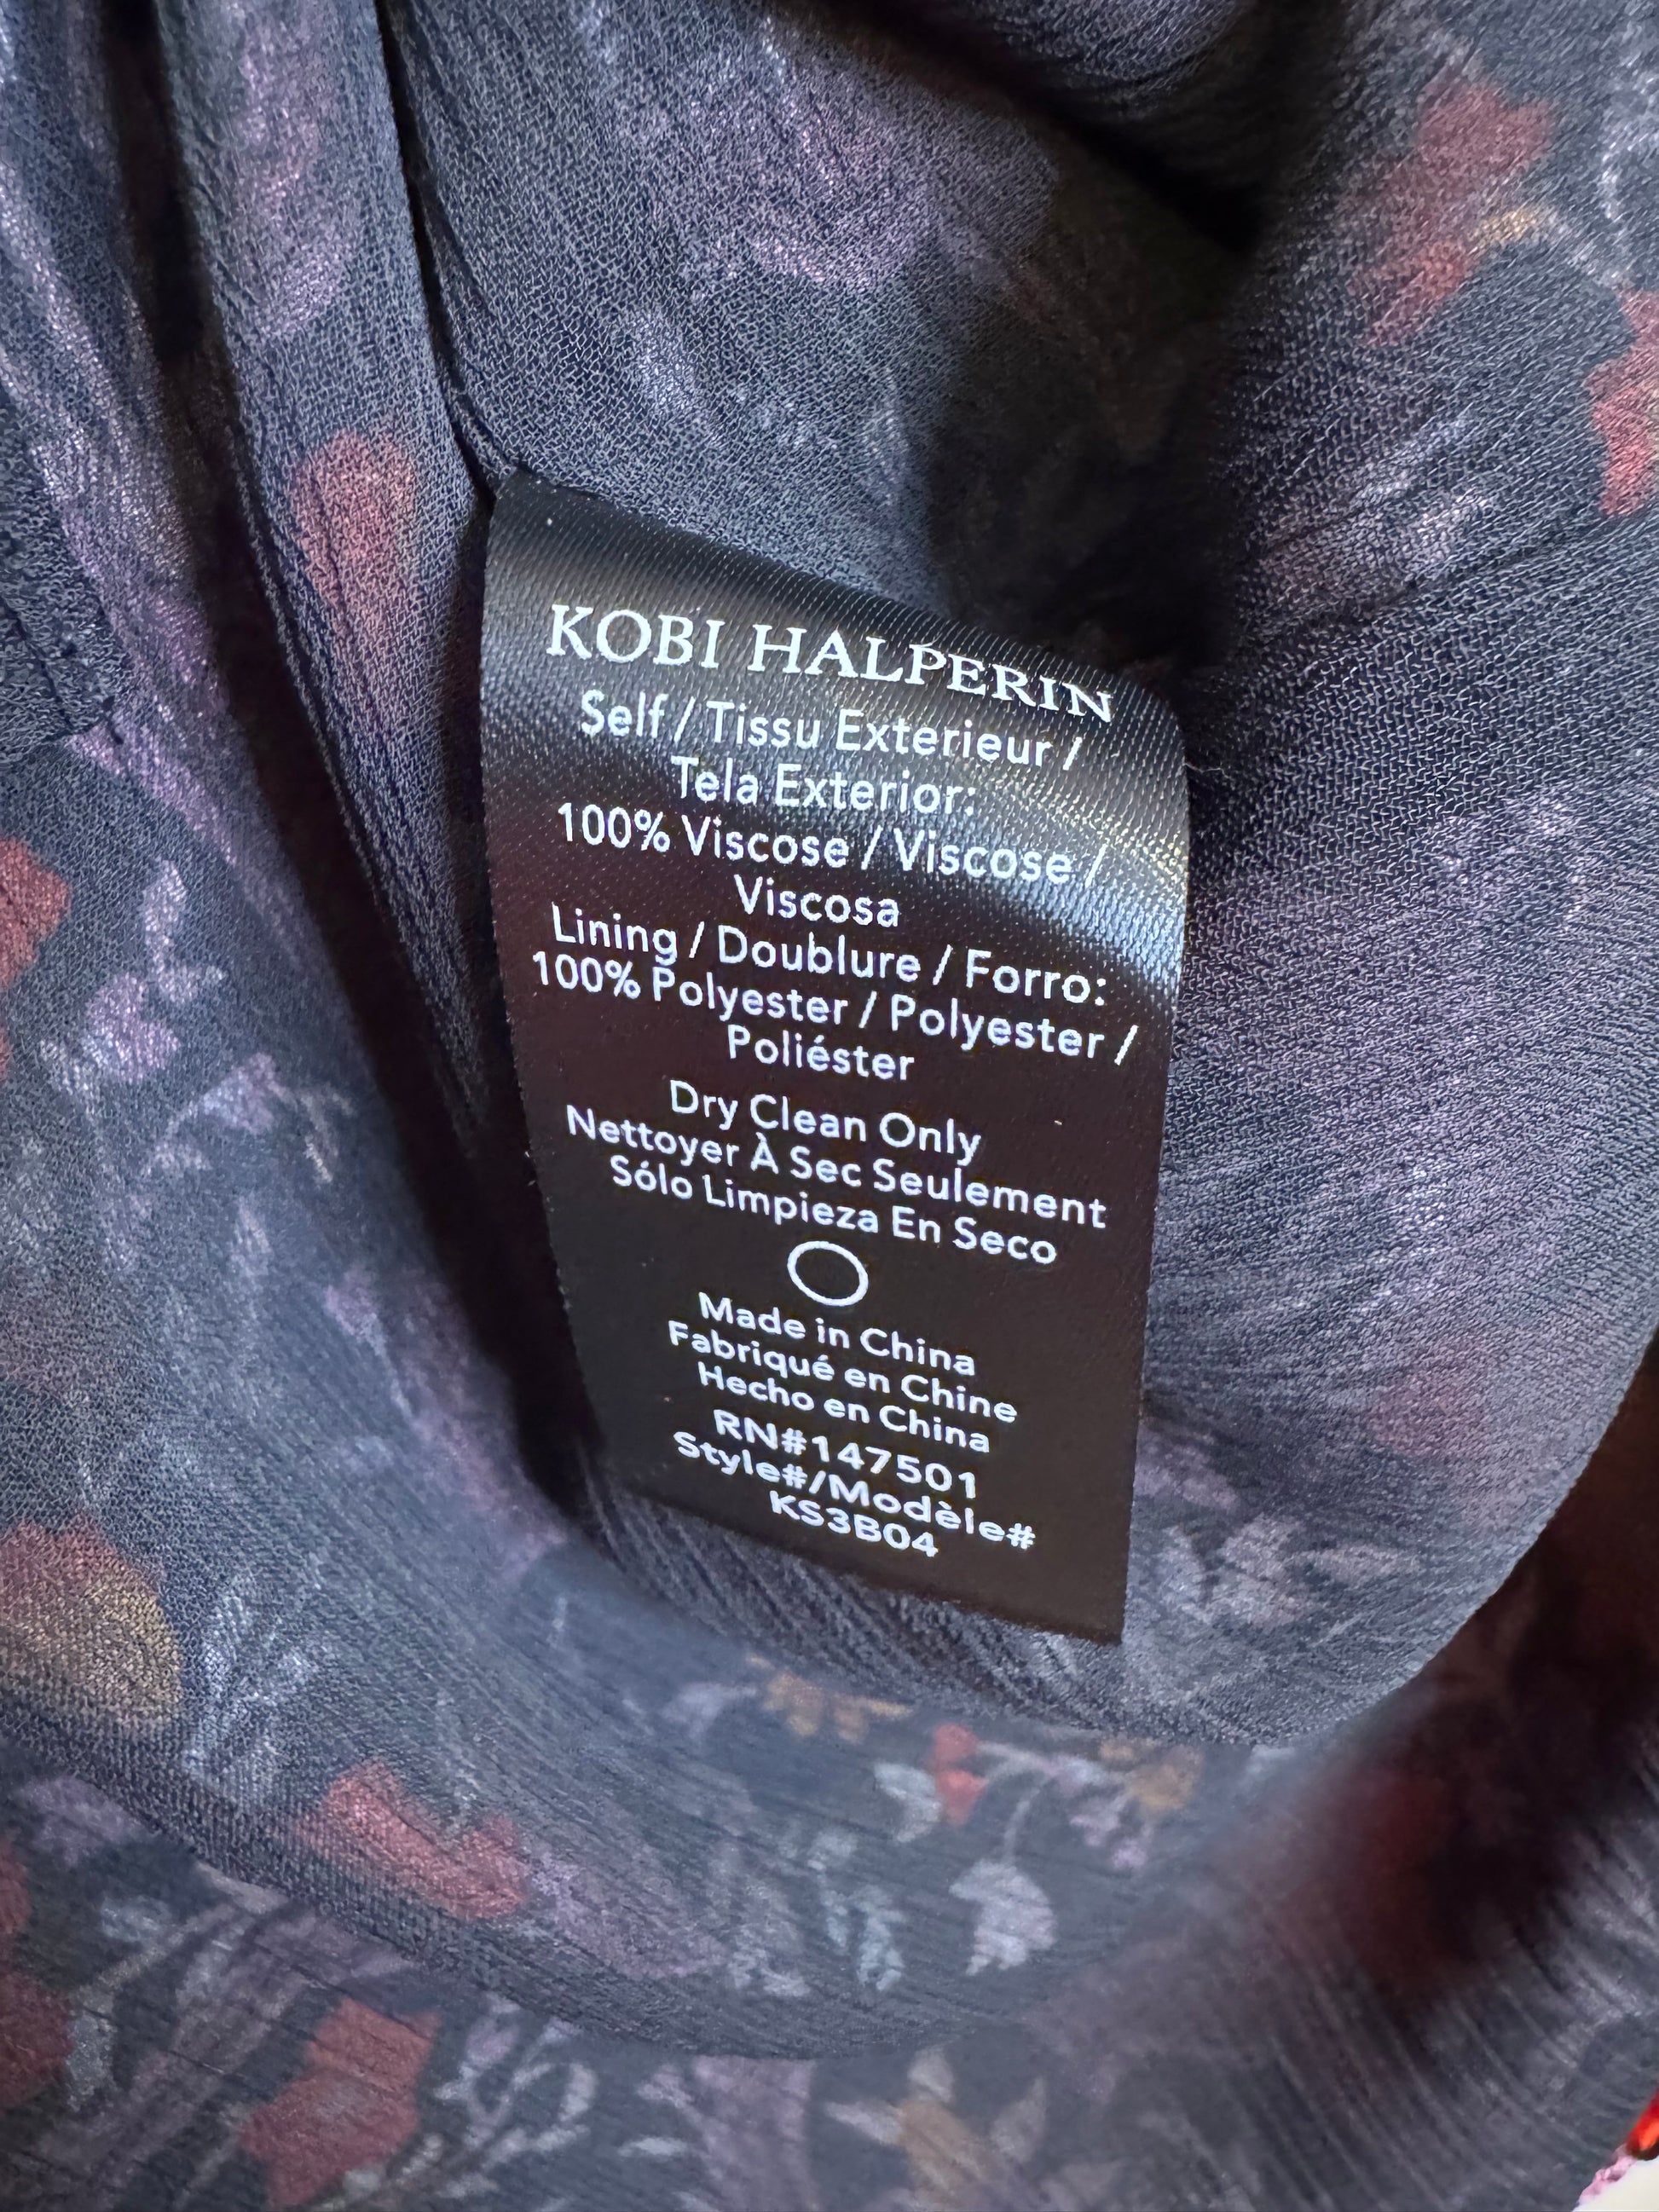 KOBI HALPERIN
Self / Tissu Exterieur /
Tela Exterior:
100% Viscose / Viscose /
Viscosa
Lining / Doublure / Forro:
100% Polyester / Polyester /
Poliéster
Dry Clean Only
Nettoyer À Sec Seulement
Sólo Limpieza En Seco
Made in China
Fabriqué en Chine
Hecho en China
RN#147501
Style#/Modèle#
KS3B04